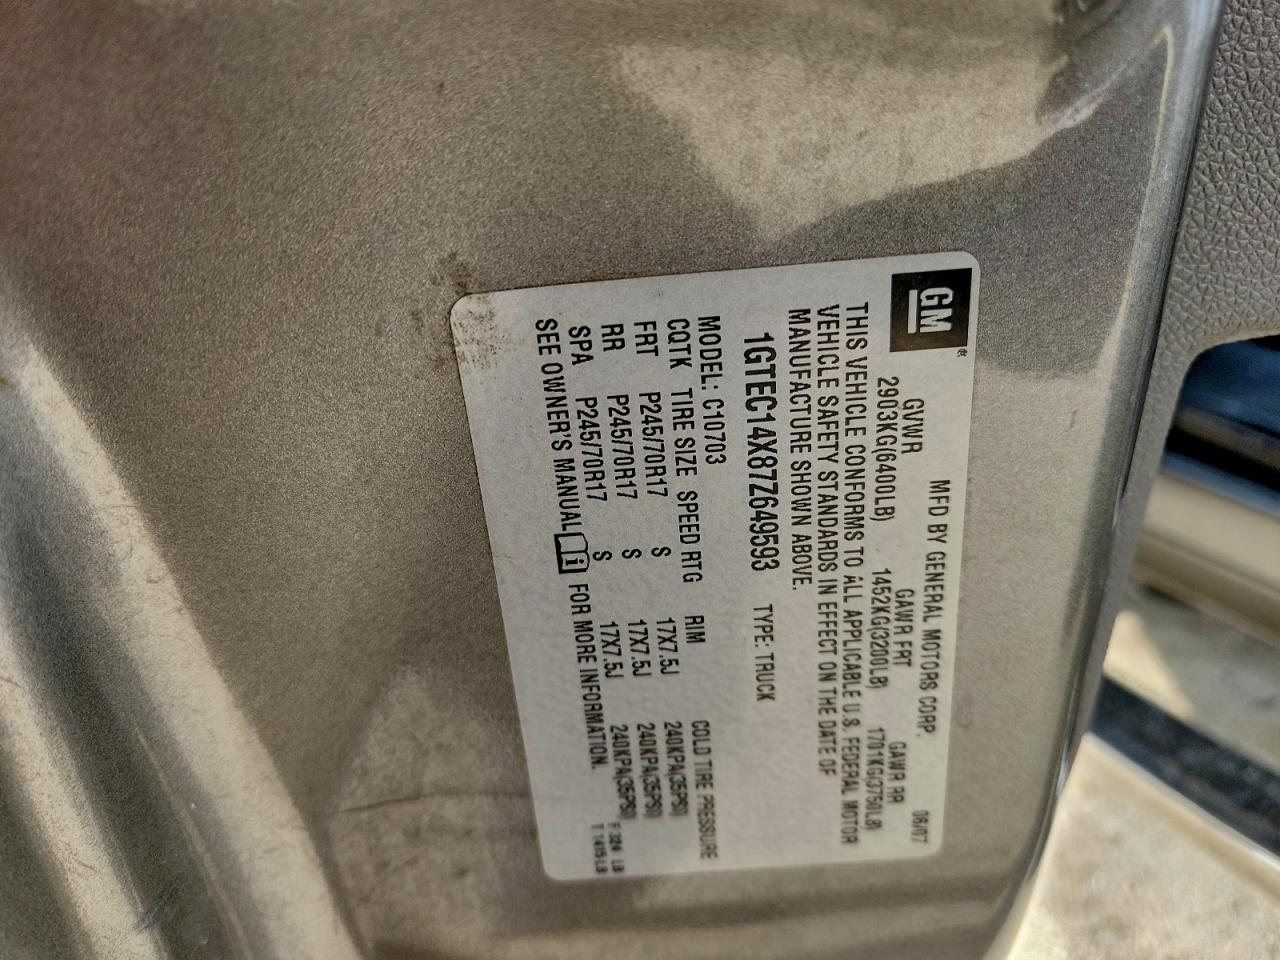 GM
MFD BY GENERAL MOTORS CORP. 06/07
GVWR GAWR FRT GAWR RR
2903KG(6400LB) 1452KG(3200LB) 1701KG(3750LB)
THIS VEHICLE CONFORMS TO ALL APPLICABLE U.S. FEDERAL MOTOR
VEHICLE SAFETY STANDARDS IN EFFECT ON THE DATE OF
MANUFACTURE SHOWN ABOVE.
1GTEC14X87Z649593 TYPE: TRUCK
MODEL: C10703
CQTK TIRE SIZE SPEED RTG RIM COLD TIRE PRESSURE
FRT P245/70R17 S 17X7.5J 240KPA(35PSI)
RR P245/70R17 S 17X7.5J 240KPA(35PSI)
SPA P245/70R17 S 17X7.5J 240KPA(35PSI)
SEE OWNER'S MANUAL i FOR MORE INFORMATION.
F 324 LB
T 1415 LB